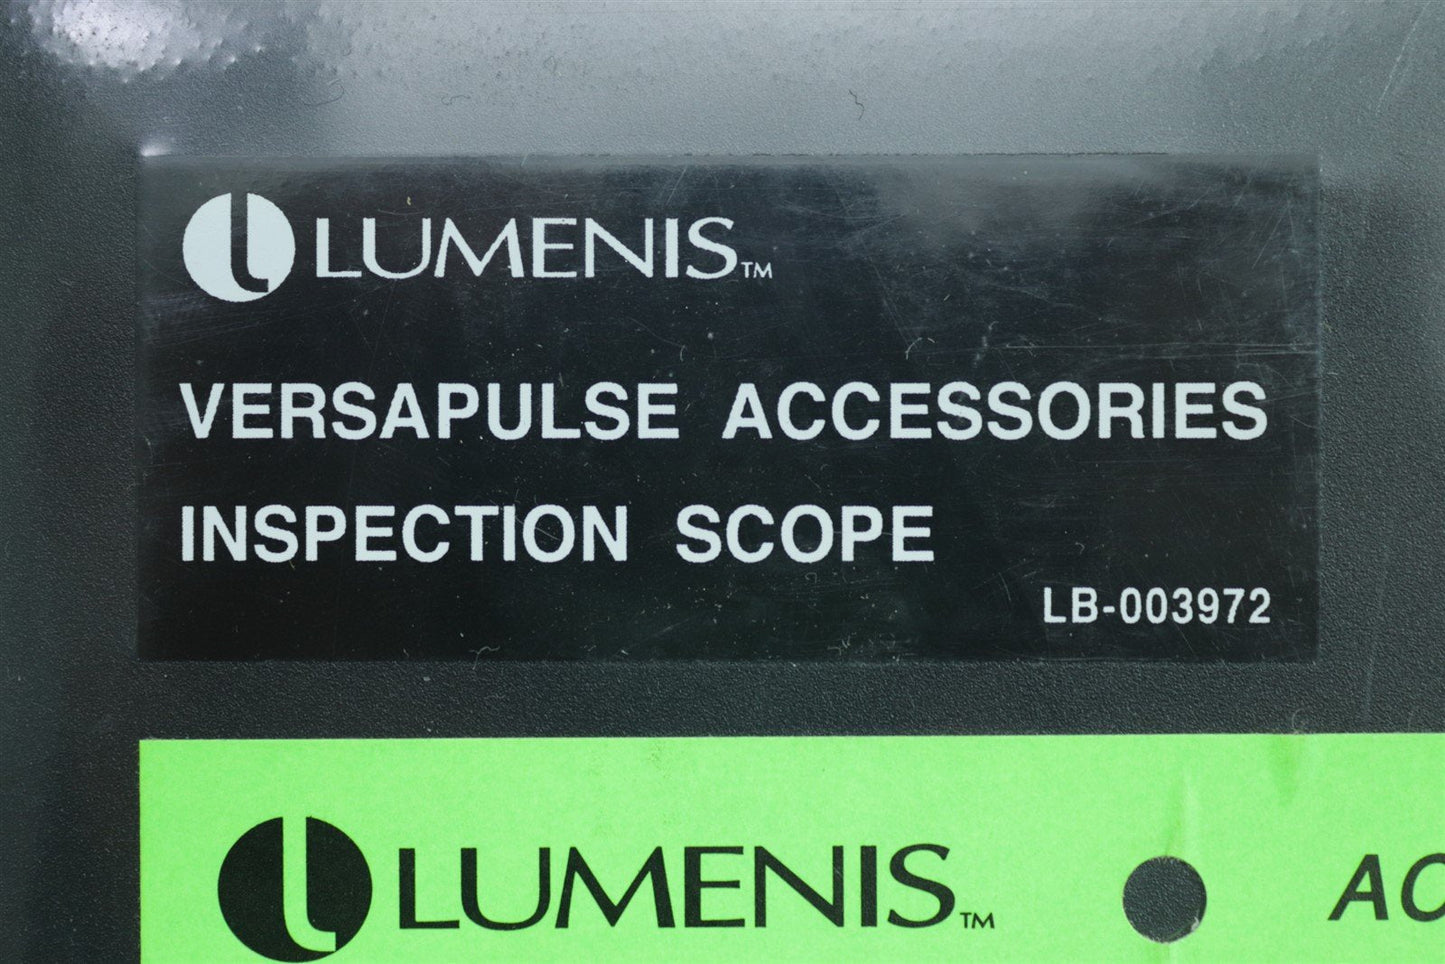 LUMENIS™
VERSAPULSE ACCESSORIES
INSPECTION SCOPE
LB-003972
LUMENIS™